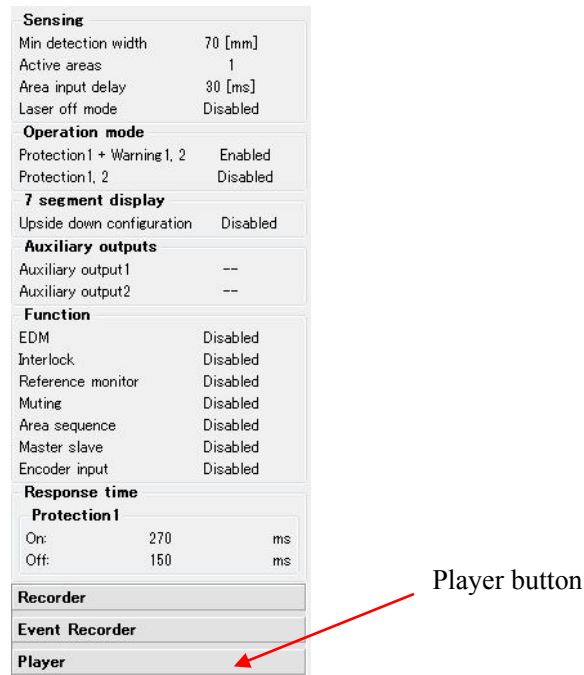 Sensing
Min detection width 70 [mm]
Active areas 1
Area input delay 30 [ms]
Laser off mode Disabled
Operation mode
Protection1 + Warning1, 2 Enabled
Protection1, 2 Disabled
7 segment display
Upside down configuration Disabled
Auxiliary outputs
Auxiliary output1 --
Auxiliary output2 --
Function
EDM Disabled
Interlock Disabled
Reference monitor Disabled
Muting Disabled
Area sequence Disabled
Master slave Disabled
Encoder input Disabled
Response time
Protection1
On: 270 ms
Off: 150 ms
Recorder
Event Recorder
Player
Player button